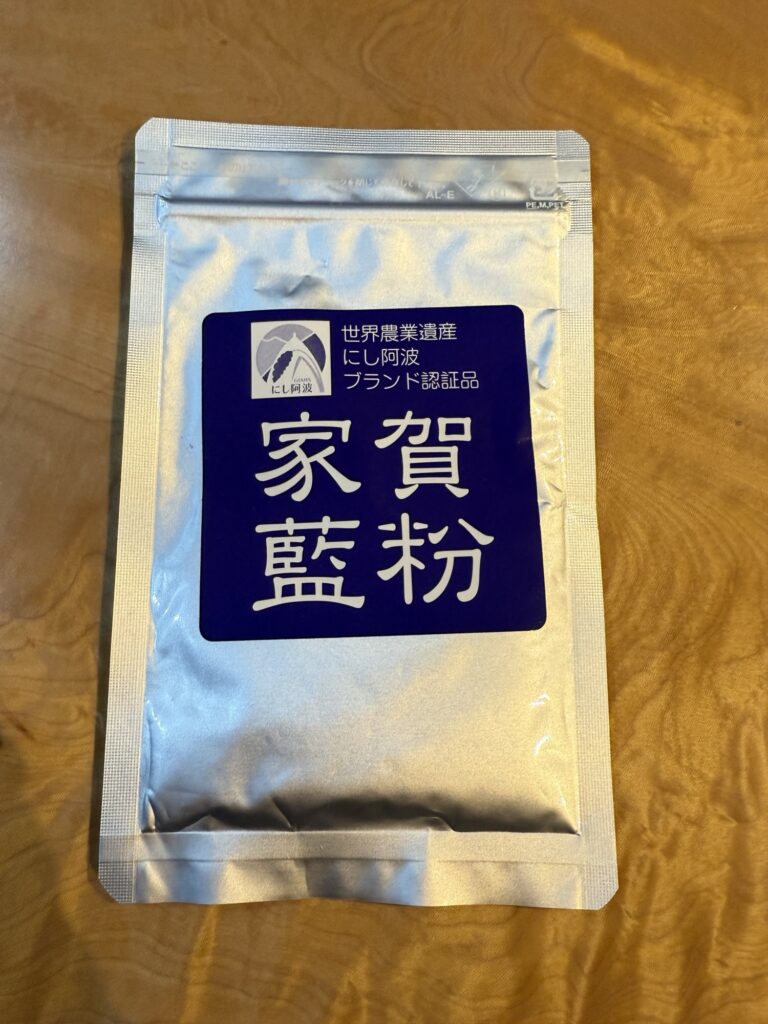 AL-E
PE,M,PET
世界農業遺産
にし阿波
ブランド認証品
にし阿波
家賀
藍粉